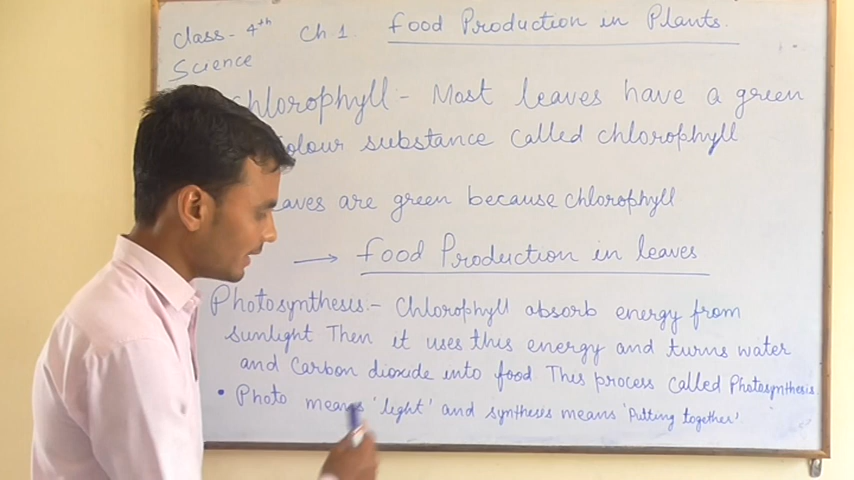 class - 4th Ch 1 Food Production in Plants.
Science
chlorophyll - Most leaves have a green
colour substance called chlorophyll
leaves are green because chlorophyll
→ Food Production in leaves
Photosynthesis - Chlorophyll absorb energy from
sunlight Then it uses this energy and turns water
and Carbon dioxide into food This process called Photosynthesis.
• Photo means 'light' and syntheses means 'Putting together'